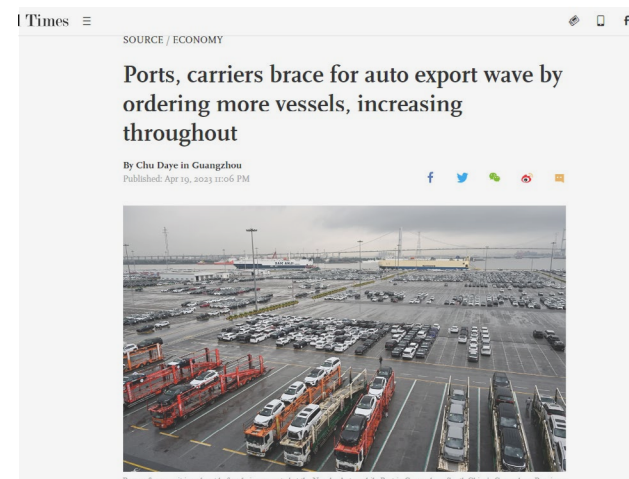 Times
SOURCE / ECONOMY
Ports, carriers brace for auto export wave by
ordering more vessels, increasing
throughout
By Chu Daye in Guangzhou
Published: Apr 19, 2023 11:06 PM